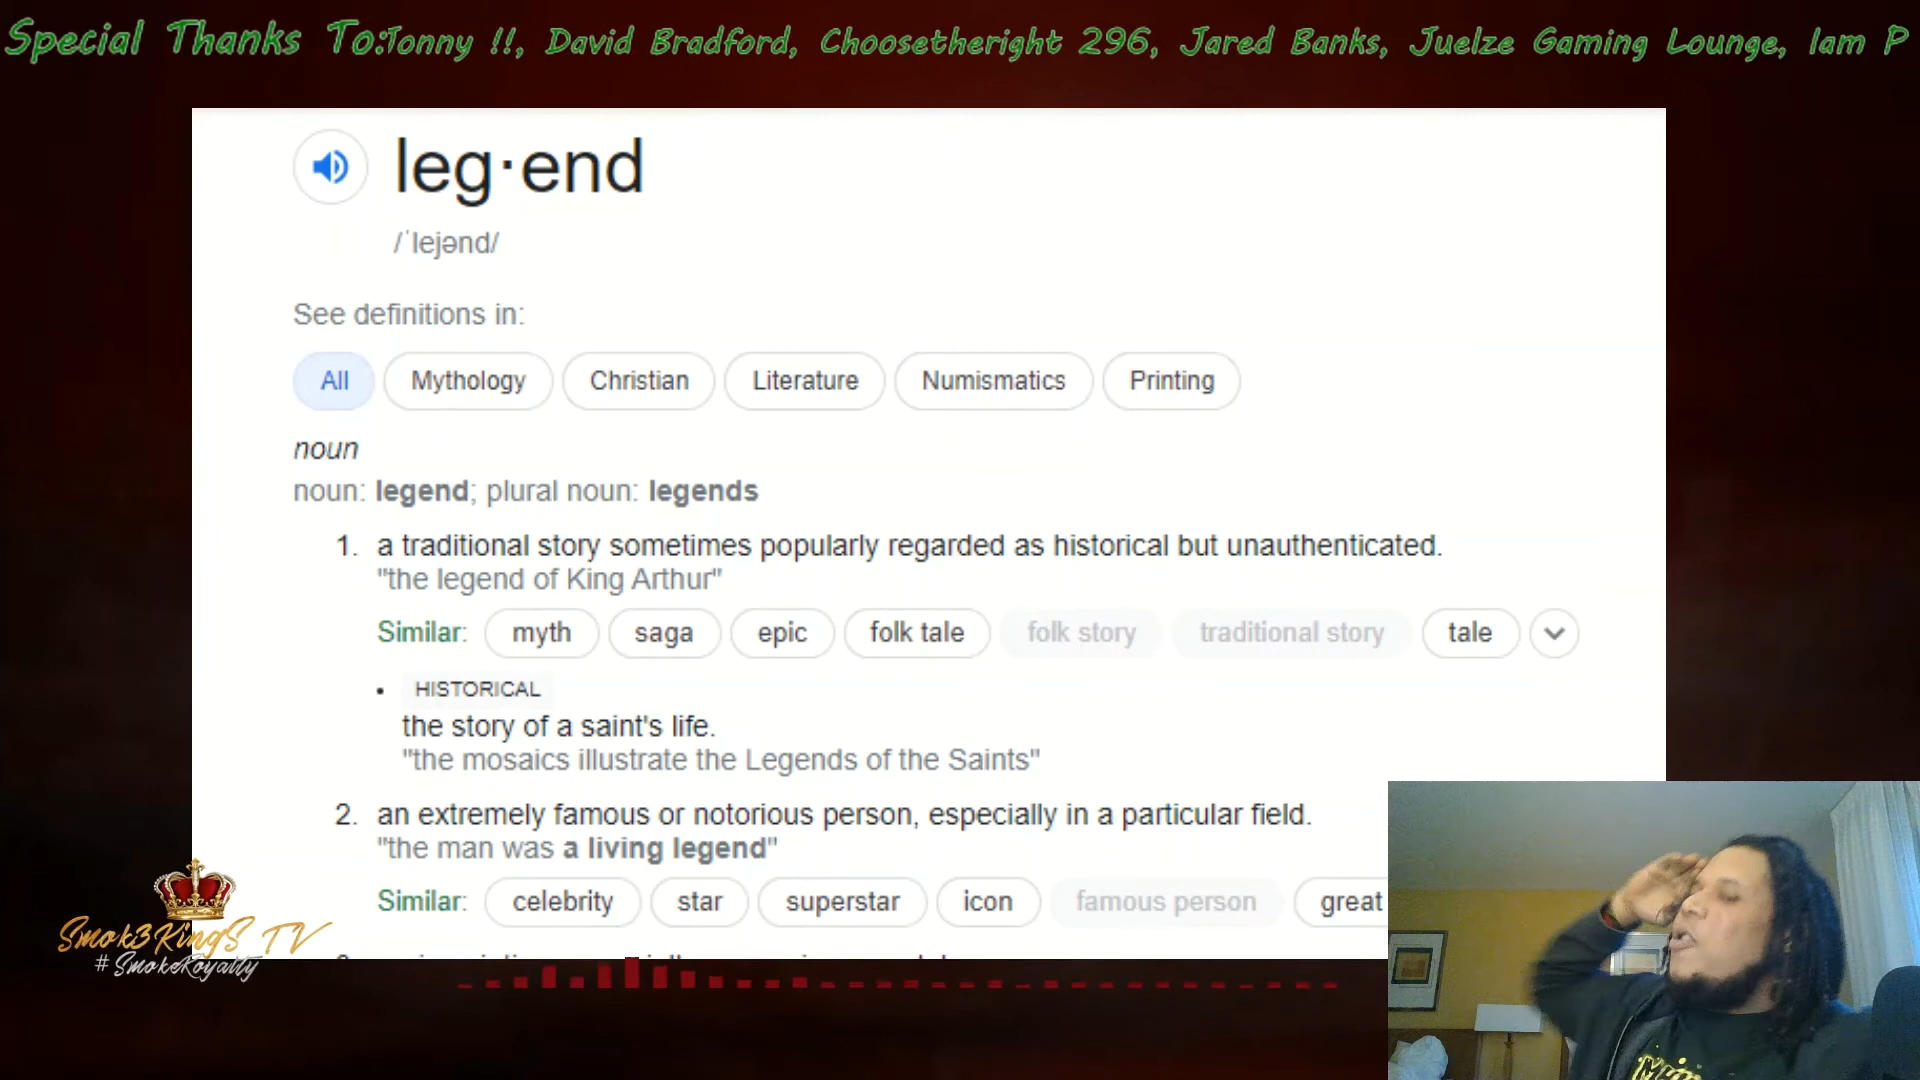 Special Thanks To:Tonny !!, David Bradford, Choosetheright 296, Jared Banks, Juelze Gaming Lounge, Iam P
leg·end
/ˈlejənd/
See definitions in:
All Mythology Christian Literature Numismatics Printing
noun
noun: legend; plural noun: legends
1. a traditional story sometimes popularly regarded as historical but unauthenticated.
"the legend of King Arthur"
Similar: myth saga epic folk tale folk story traditional story tale
• HISTORICAL
the story of a saint's life.
"the mosaics illustrate the Legends of the Saints"
2. an extremely famous or notorious person, especially in a particular field.
"the man was a living legend"
Similar: celebrity star superstar icon famous person great
Smok3KingS TV
#SmokeRoyalty